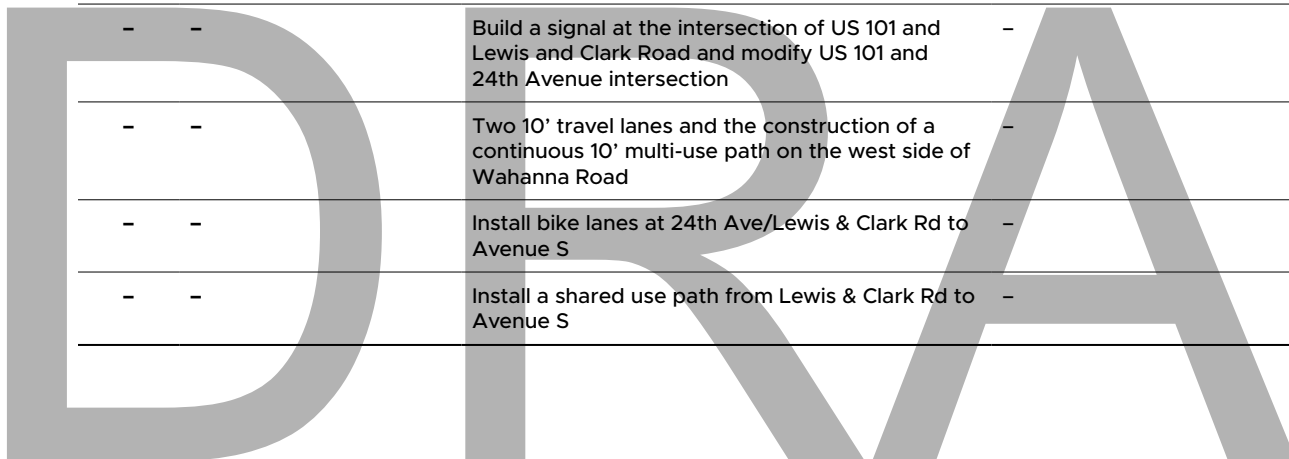 – – Build a signal at the intersection of US 101 and –
Lewis and Clark Road and modify US 101 and
24th Avenue intersection
– – Two 10’ travel lanes and the construction of a –
continuous 10’ multi-use path on the west side of
Wahanna Road
– – Install bike lanes at 24th Ave/Lewis & Clark Rd to –
Avenue S
– – Install a shared use path from Lewis & Clark Rd to –
Avenue S
DRA